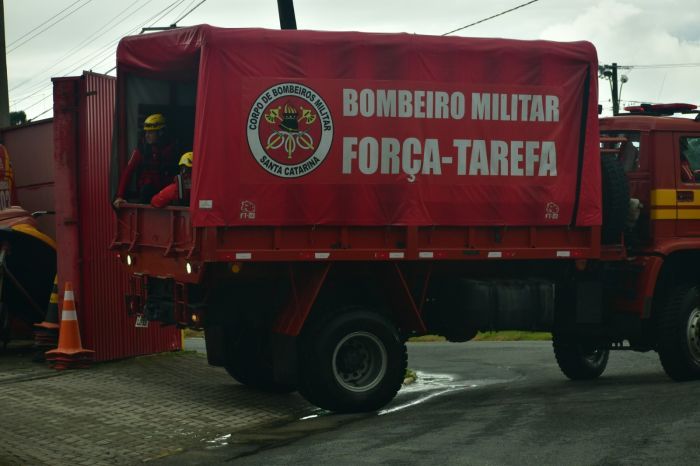 CORPO DE BOMBEIROS MILITAR
SANTA CATARINA
BOMBEIRO MILITAR
FORÇA-TAREFA